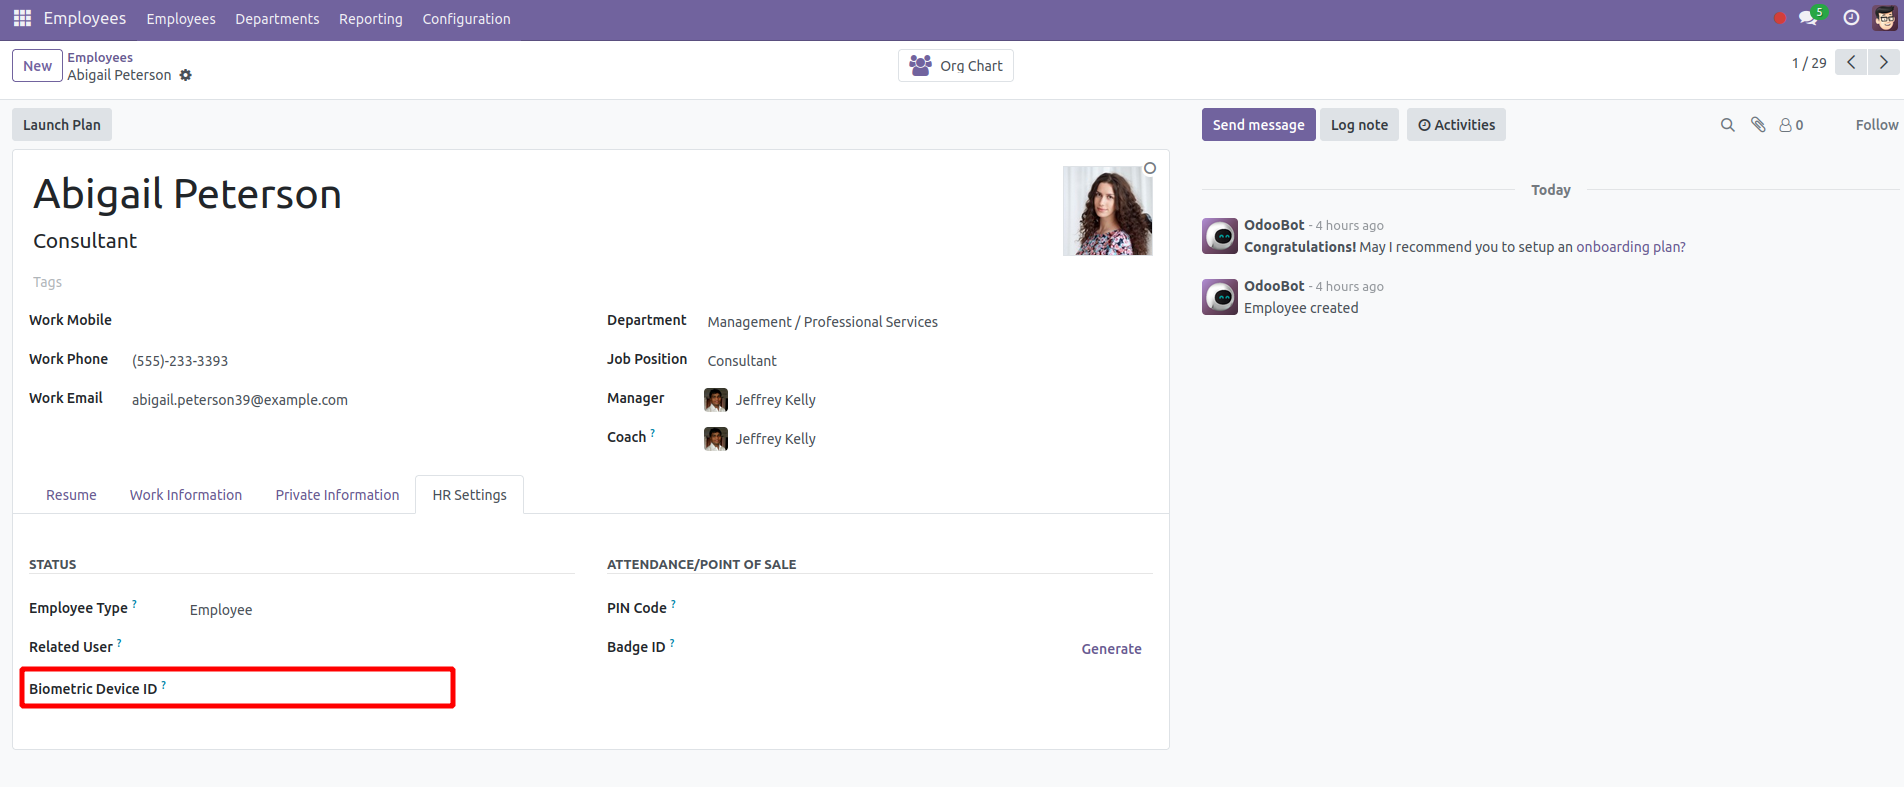 Employees Employees Departments Reporting Configuration 5
New Employees
Abigail Peterson
Org Chart
1 / 29
Launch Plan
Send message Log note Activities 0 Follow
Abigail Peterson
Consultant
Tags
Work Mobile
Work Phone (555)-233-3393
Work Email abigail.peterson39@example.com
Department Management / Professional Services
Job Position Consultant
Manager Jeffrey Kelly
Coach ? Jeffrey Kelly
Resume Work Information Private Information HR Settings
STATUS
Employee Type ? Employee
Related User ?
Biometric Device ID ?
ATTENDANCE/POINT OF SALE
PIN Code ?
Badge ID ? Generate
Today
OdooBot - 4 hours ago
Congratulations! May I recommend you to setup an onboarding plan?
OdooBot - 4 hours ago
Employee created